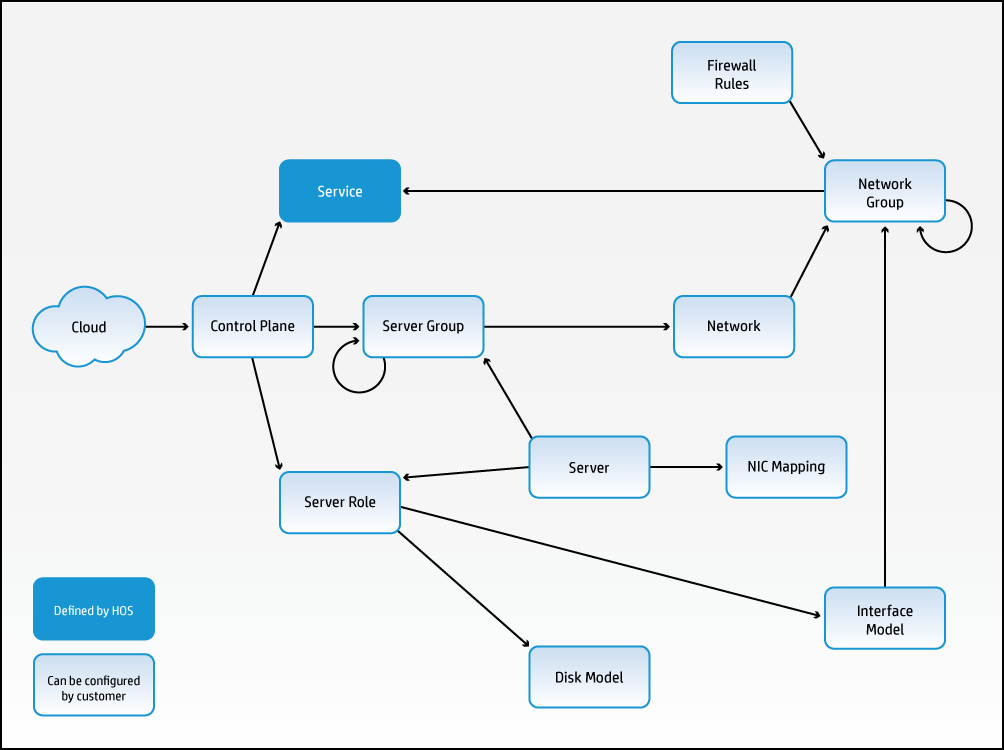 Firewall
Rules
Service
Network
Group
Cloud
Control Plane
Server Group
Network
Server
NIC Mapping
Server Role
Defined by HOS
Interface
Model
Can be configured
by customer
Disk Model